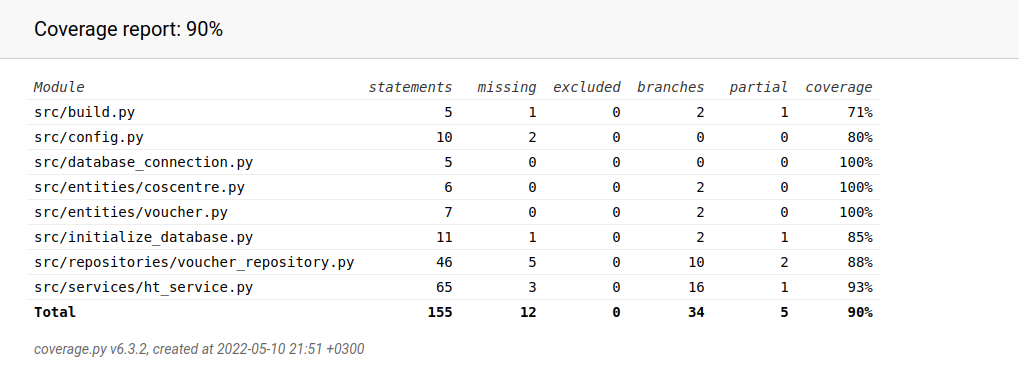 Coverage report: 90%
Module statements missing excluded branches partial coverage
src/build.py 5 1 0 2 1 71%
src/config.py 10 2 0 0 0 80%
src/database_connection.py 5 0 0 0 0 100%
src/entities/coscentre.py 6 0 0 2 0 100%
src/entities/voucher.py 7 0 0 2 0 100%
src/initialize_database.py 11 1 0 2 1 85%
src/repositories/voucher_repository.py 46 5 0 10 2 88%
src/services/ht_service.py 65 3 0 16 1 93%
Total 155 12 0 34 5 90%
coverage.py v6.3.2, created at 2022-05-10 21:51 +0300